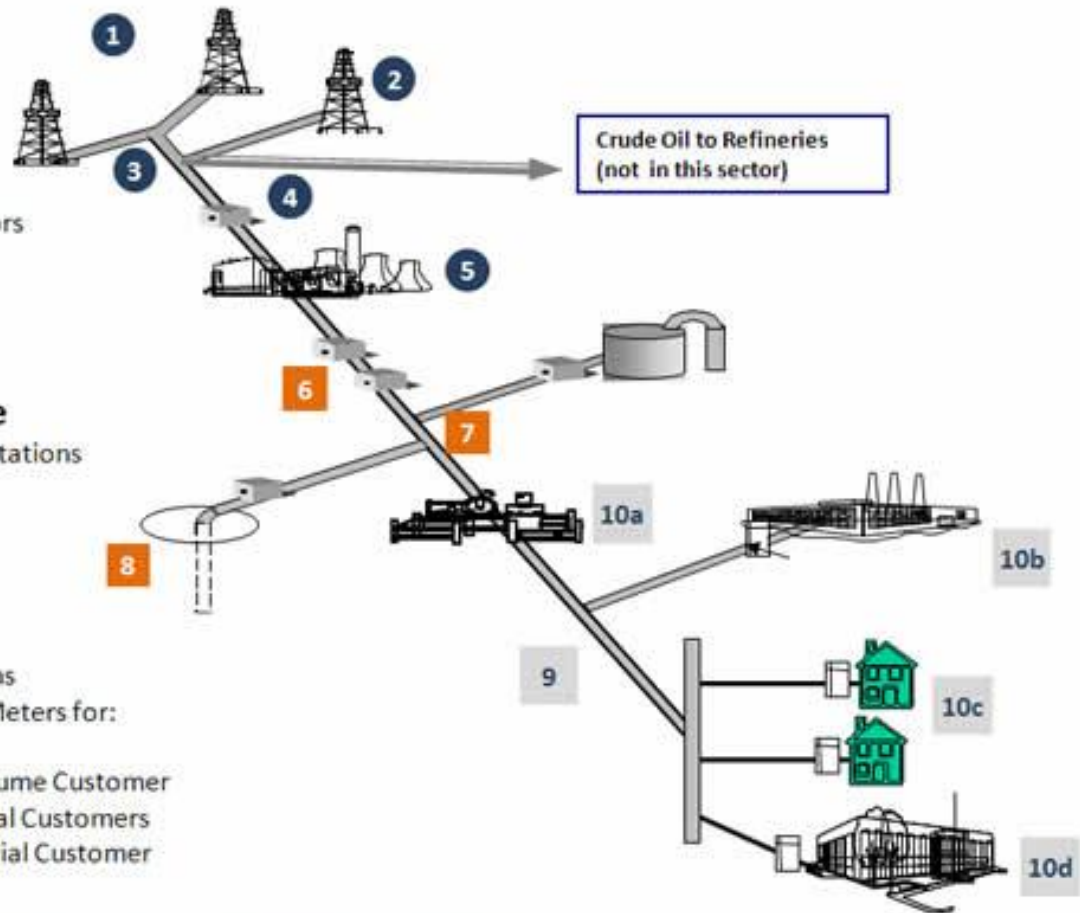 1
2
Crude Oil to Refineries
(not in this sector)
3
4
5
6
7
tations
10a
10b
8
9
Meters for:
10c
ume Customer
al Customers
ial Customer
10d